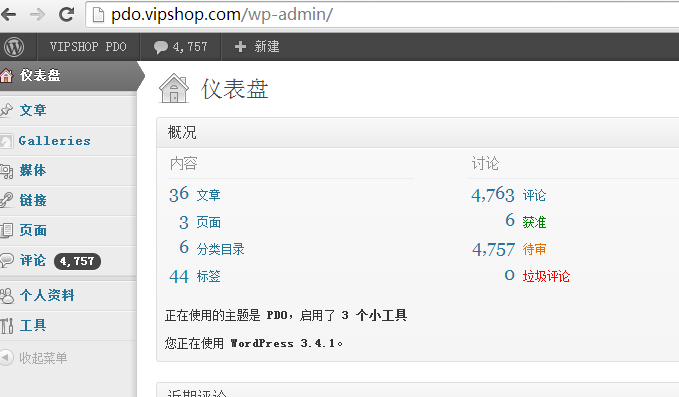 pdo.vipshop.com/wp-admin/
VIPSHOP PDO 4,757 新建
仪表盘
文章
Galleries
媒体
链接
页面
评论 4,757
个人资料
工具
收起菜单
仪表盘
概况
内容
36 文章
3 页面
6 分类目录
44 标签
讨论
4,763 评论
6 获准
4,757 待审
0 垃圾评论
正在使用的主题是 PDO，启用了 3 个小工具
您正在使用 WordPress 3.4.1。
近期评论